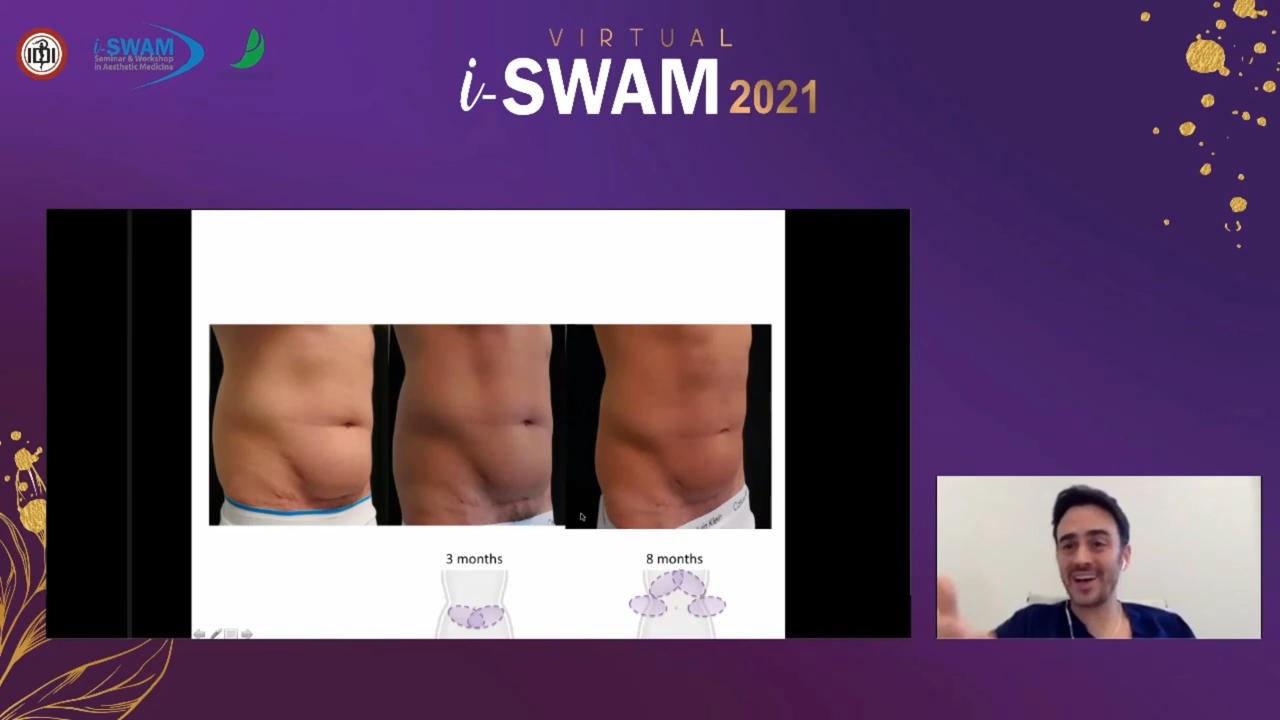 i-SWAM
Seminar & Workshop
in Aesthetic Medicine
VIRTUAL
i-SWAM 2021
3 months
8 months